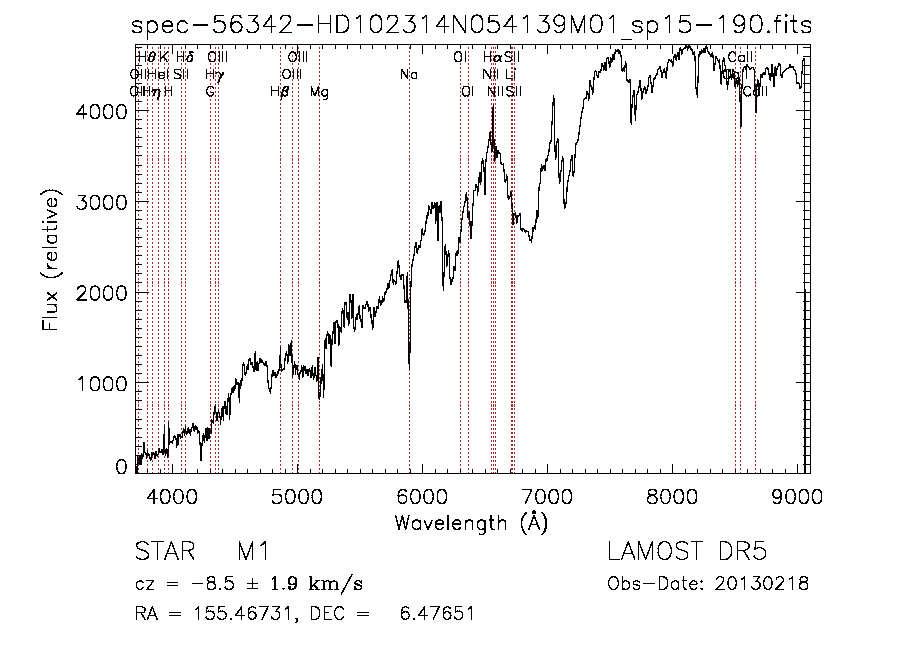 spec-56342-HD102314N054139M01_sp15-190.fits
Hθ K Hδ OIII OIII OI Hα SII CaII
OII HeI SII Hγ OIII Na NII Li
Hη H G Hβ Mg OI NII SII CaII
4000
3000
2000
1000
0
Flux (relative)
4000 5000 6000 7000 8000 9000
Wavelength (Å)
STAR M1 LAMOST DR5
cz = -8.5 ± 1.9 km/s Obs-Date: 20130218
RA = 155.46731, DEC = 6.47651